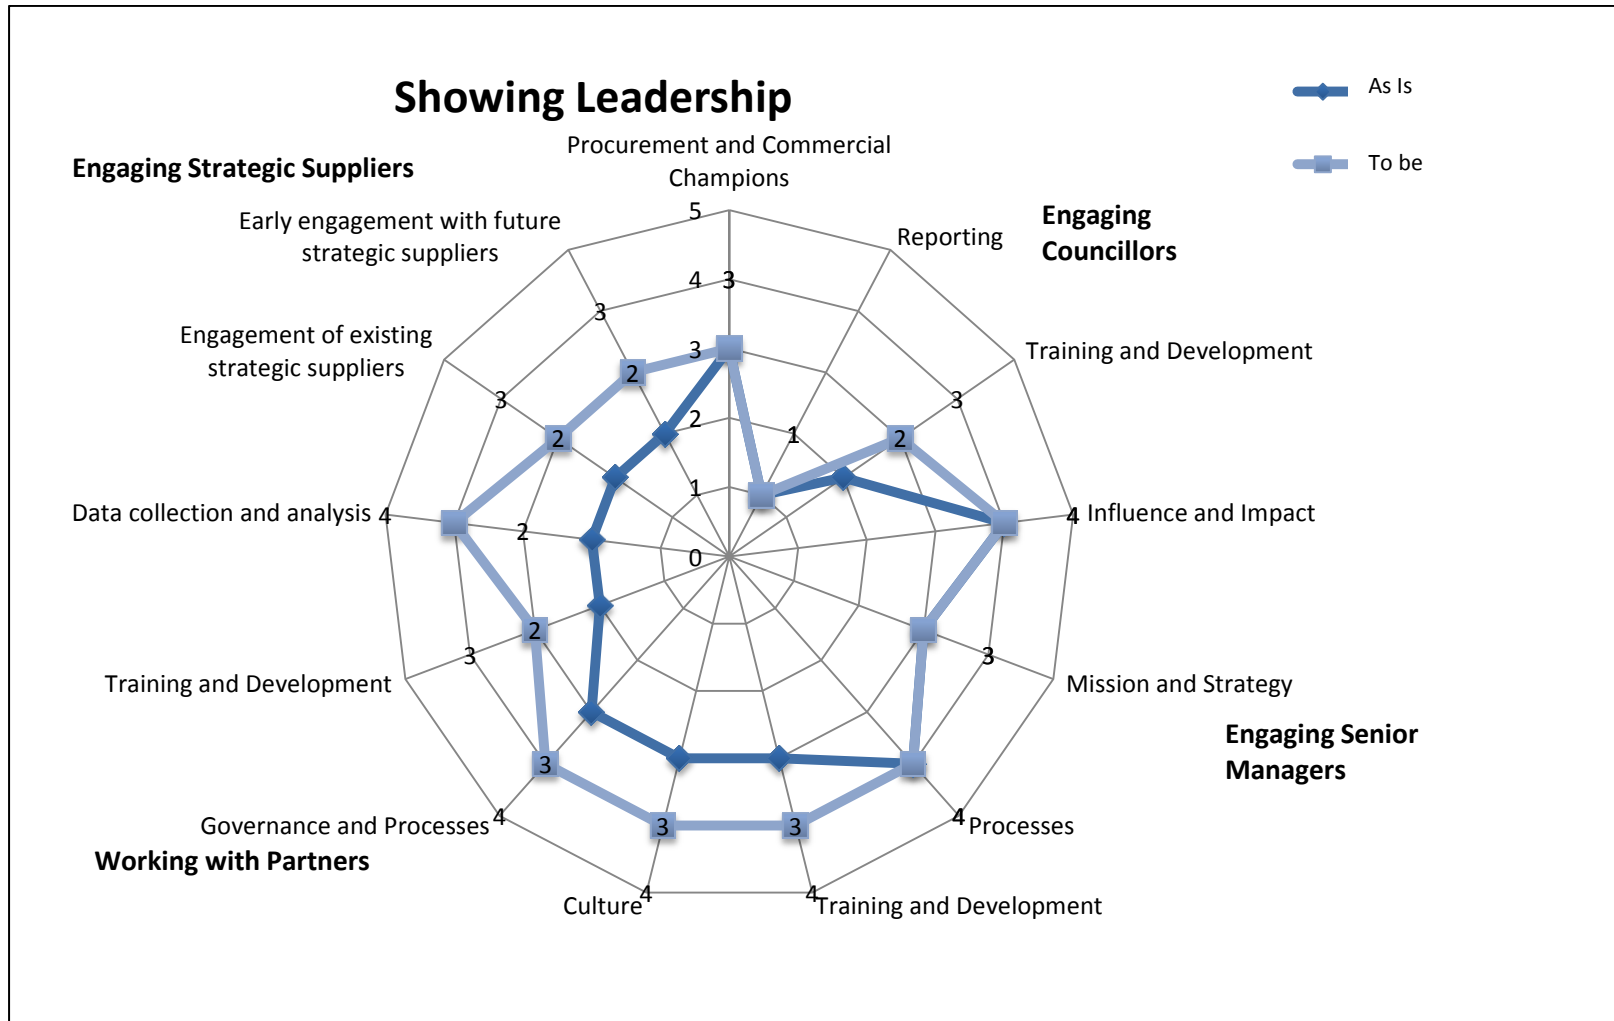 Showing Leadership
As Is
To be
Engaging Strategic Suppliers
Procurement and Commercial
Champions
Engaging
Councillors
Early engagement with future
strategic suppliers
5
Reporting
4
3
3
Engagement of existing
strategic suppliers
3
2
Training and Development
3
2
3
2
1
2
3
Data collection and analysis
4
2
1
0
4
Influence and Impact
Training and Development
3
2
3
Mission and Strategy
Engaging Senior
Managers
Governance and Processes
4
3
4
Processes
Working with Partners
3
3
Culture
4
4
Training and Development